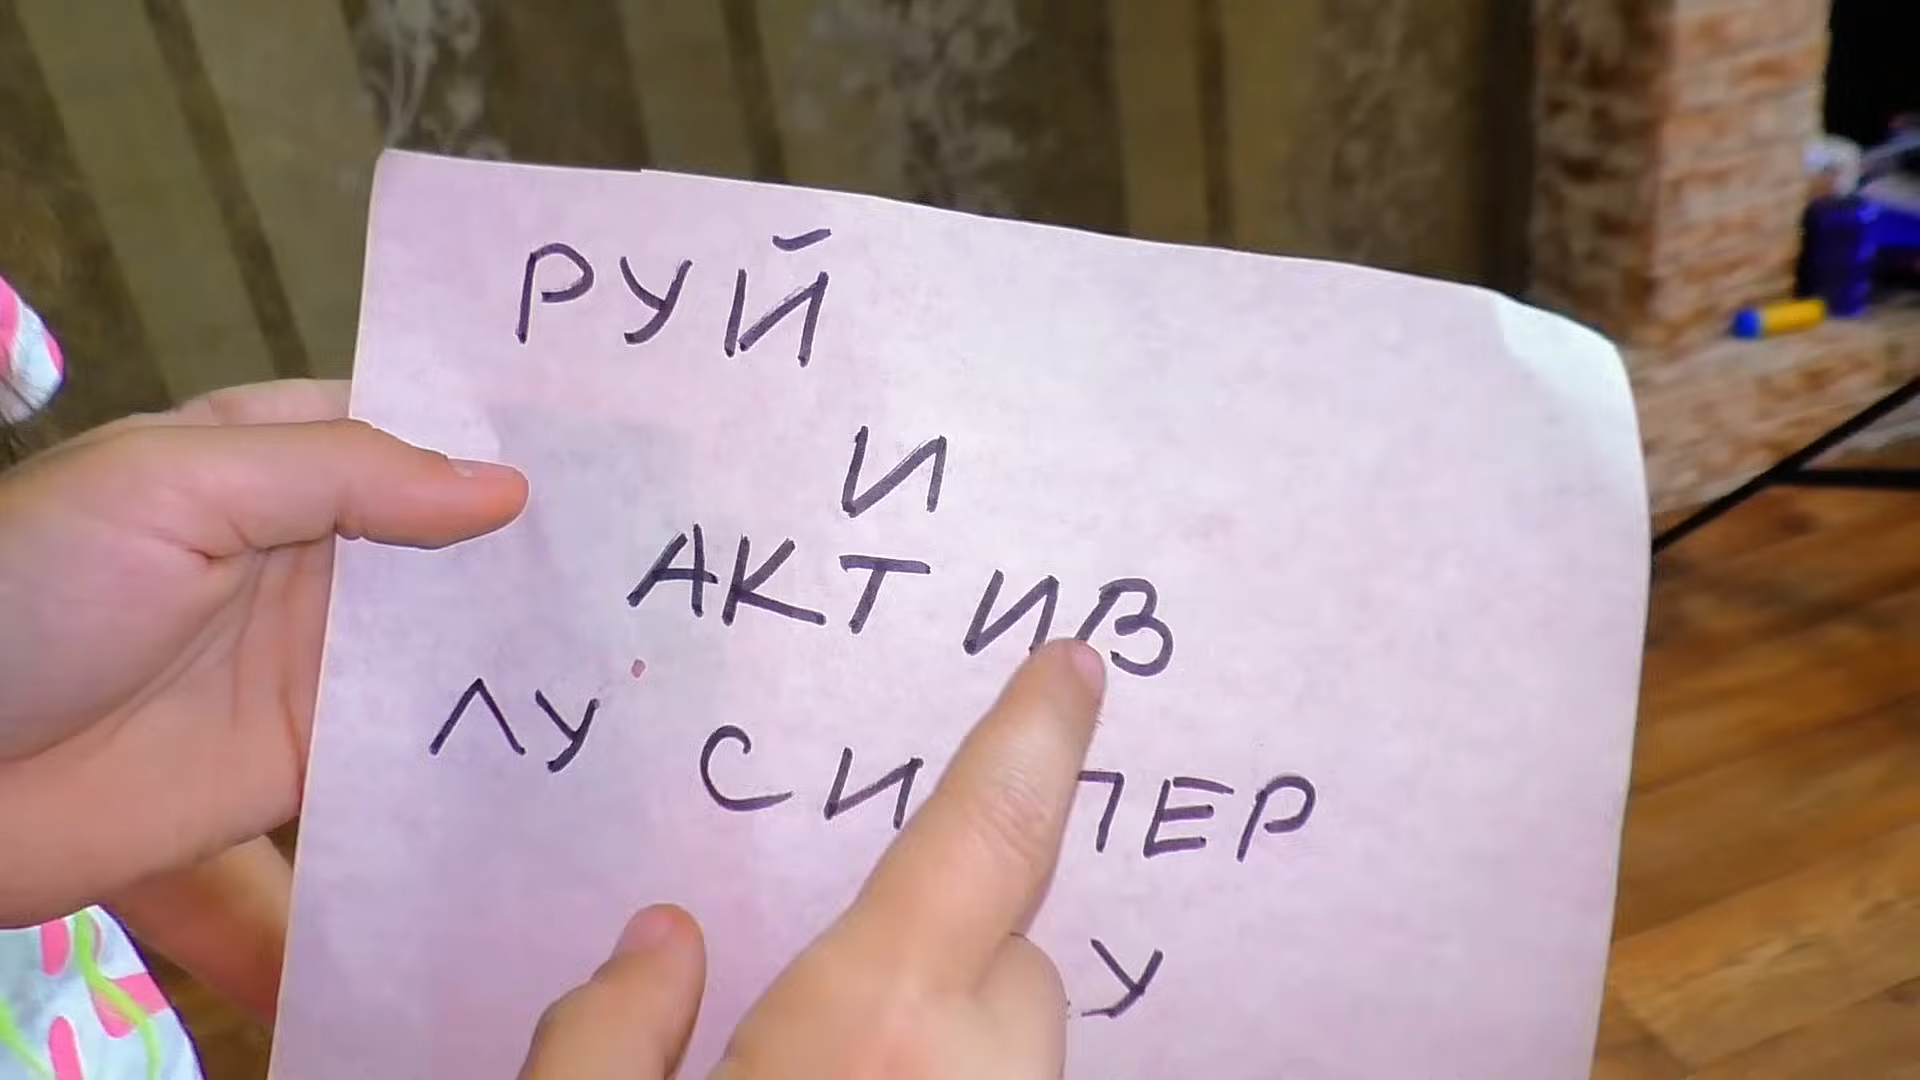 РУЙ
И
АКТИВ
ЛУ СИ ПЕР
У